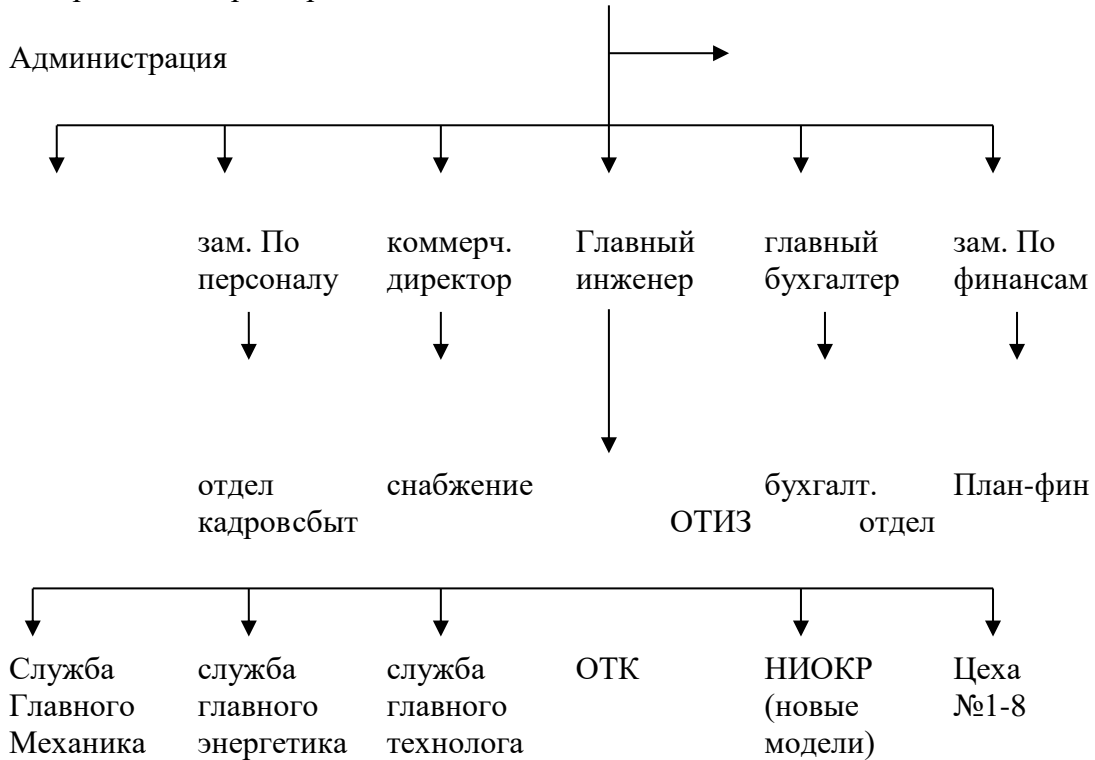 Администрация
зам. По коммерч. Главный главный зам. По
персоналу директор инженер бухгалтер финансам
отдел снабжение бухгалт. План-фин
кадровсбыт ОТИЗ отдел
Служба служба служба ОТК НИОКР Цеха
Главного главного главного (новые №1-8
Механика энергетика технолога модели)